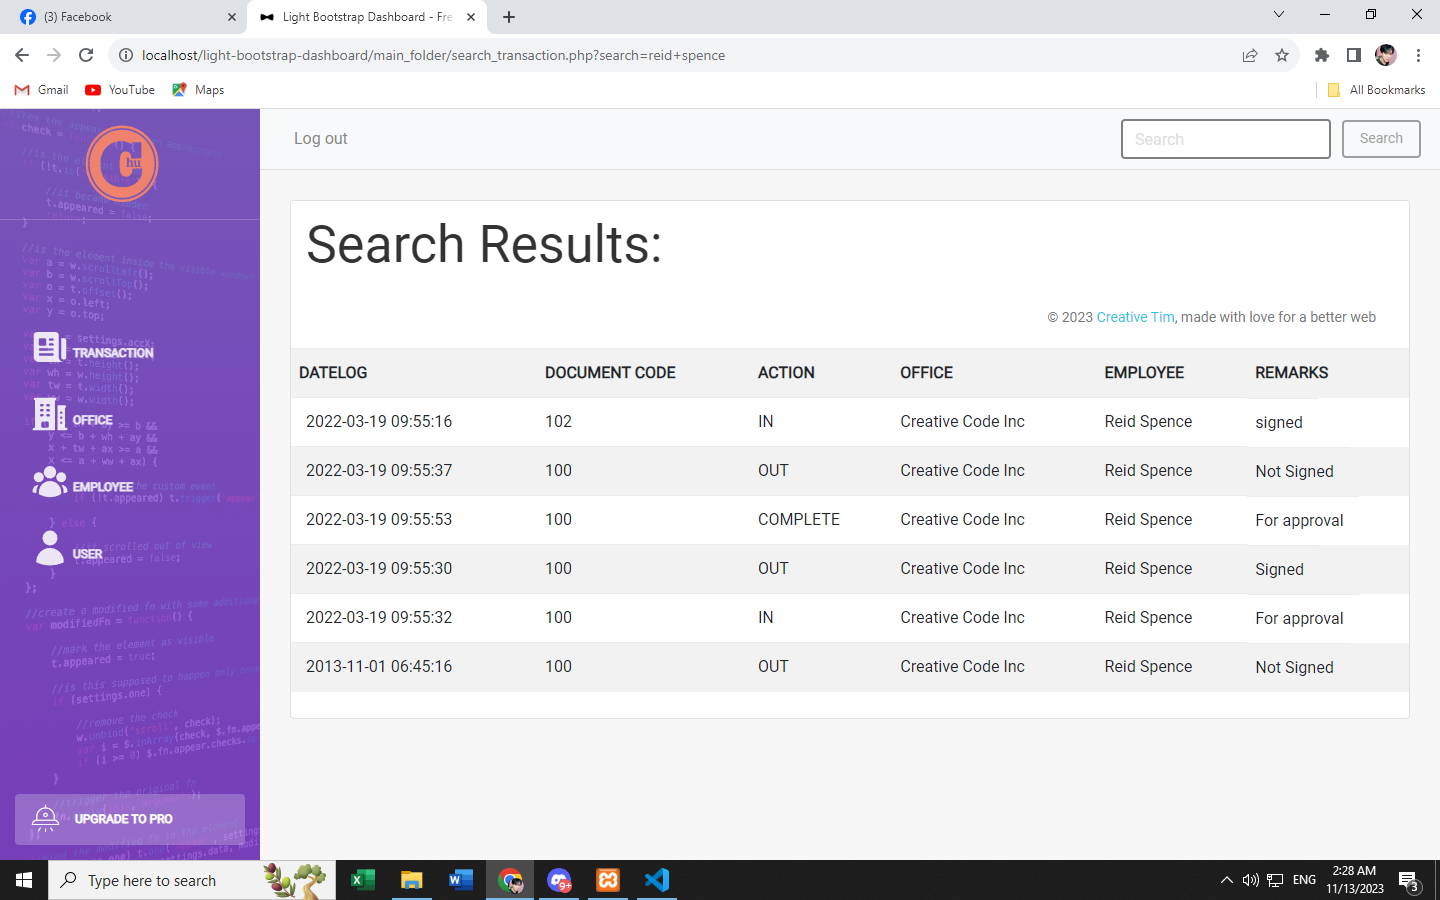 (3) Facebook
Light Bootstrap Dashboard - Fre
localhost/light-bootstrap-dashboard/main_folder/search_transaction.php?search=reid+spence
Gmail YouTube Maps All Bookmarks
C hu
Log out Search Search
TRANSACTION
OFFICE
EMPLOYEE
USER
UPGRADE TO PRO
Search Results:
© 2023 Creative Tim, made with love for a better web
DATELOG DOCUMENT CODE ACTION OFFICE EMPLOYEE REMARKS
2022-03-19 09:55:16 102 IN Creative Code Inc Reid Spence signed
2022-03-19 09:55:37 100 OUT Creative Code Inc Reid Spence Not Signed
2022-03-19 09:55:53 100 COMPLETE Creative Code Inc Reid Spence For approval
2022-03-19 09:55:30 100 OUT Creative Code Inc Reid Spence Signed
2022-03-19 09:55:32 100 IN Creative Code Inc Reid Spence For approval
2013-11-01 06:45:16 100 OUT Creative Code Inc Reid Spence Not Signed
Type here to search
9+
ENG
2:28 AM
11/13/2023
3